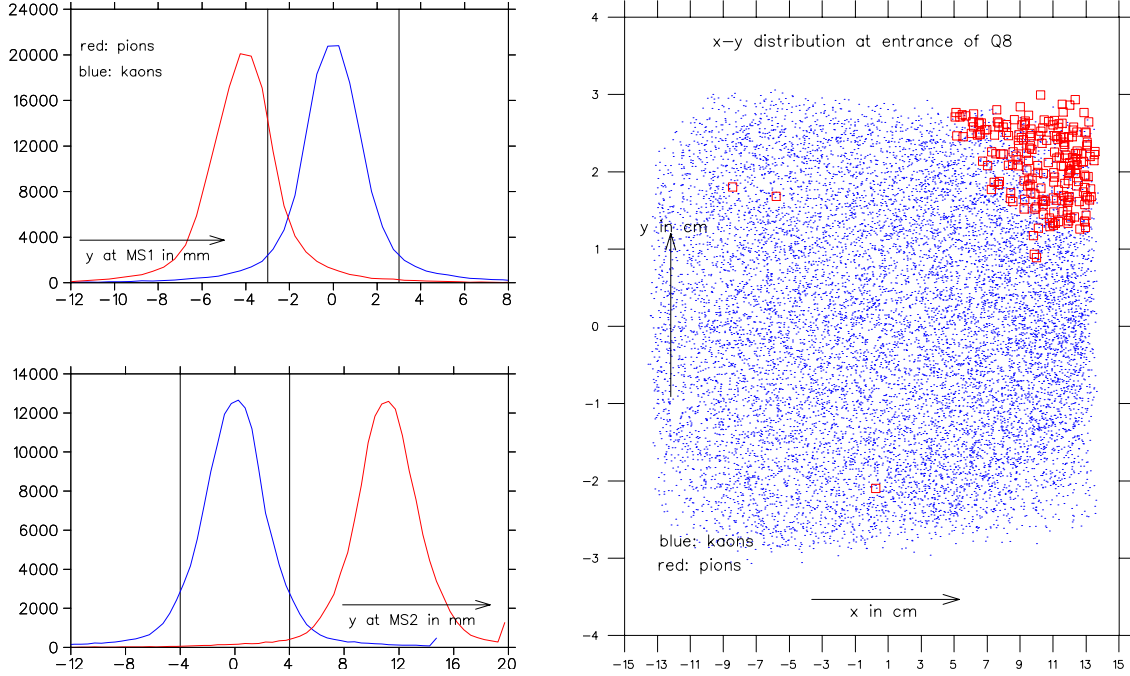 24000
20000
16000
12000
8000
4000
0
red: pions
blue: kaons
y at MS1 in mm
−12 −10 −8 −6 −4 −2 0 2 4 6 8
14000
12000
10000
8000
6000
4000
2000
0
y at MS2 in mm
−12 −8 −4 0 4 8 12 16 20
x−y distribution at entrance of Q8
4
3
2
1
0
−1
−2
−3
−4
y in cm
blue: kaons
red: pions
x in cm
−15 −13 −11 −9 −7 −5 −3 −1 1 3 5 7 9 11 13 15